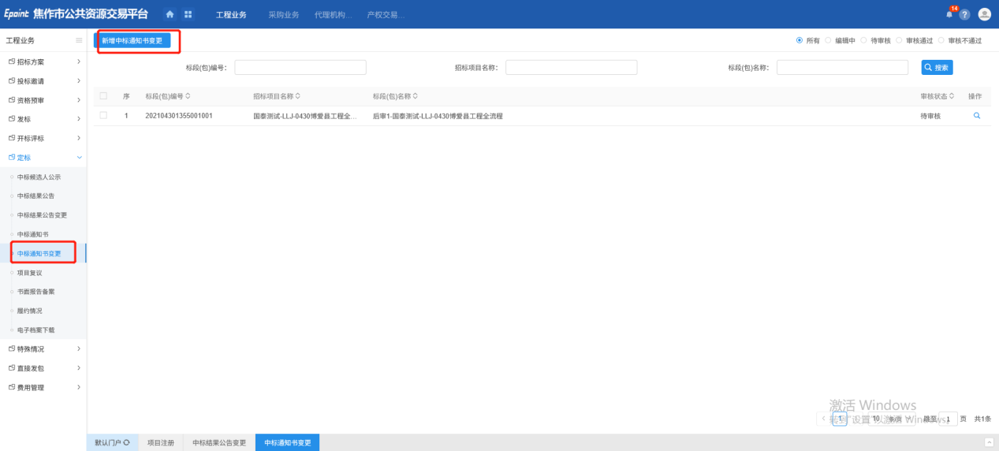 Epoint 焦作市公共资源交易平台 工程业务 采购业务 代理机构... 产权交易... 14 ?
工程业务
招标方案
投标邀请
资格预审
发标
开标评标
定标
中标候选人公示
中标结果公告
中标结果公告变更
中标通知书
中标通知书变更
项目复议
书面报告备案
履约情况
电子档案下载
特殊情况
直接发包
费用管理
新增中标通知书变更 所有 编辑中 待审核 审核通过 审核不通过
标段(包)编号： 招标项目名称： 标段(包)名称： 搜索
序 标段(包)编号 招标项目名称 标段(包)名称 审核状态 操作
1 202104301355001001 国泰测试-LLJ-0430博爱县工程全... 后审1-国泰测试-LLJ-0430博爱县工程全流程 待审核
激活 Windows
转到"设置"以激活 Windows。
1 10 条/页 跳至 1 页 共1条
默认门户 项目注册 中标结果公告变更 中标通知书变更